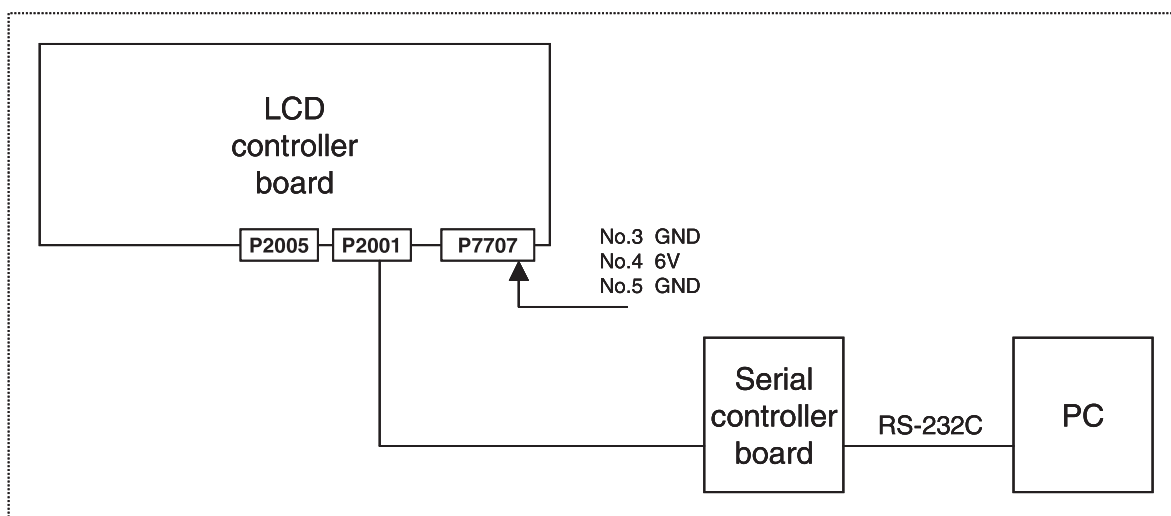 LCD
controller
board
P2005
P2001
P7707
No.3 GND
No.4 6V
No.5 GND
Serial
controller
board
RS-232C
PC